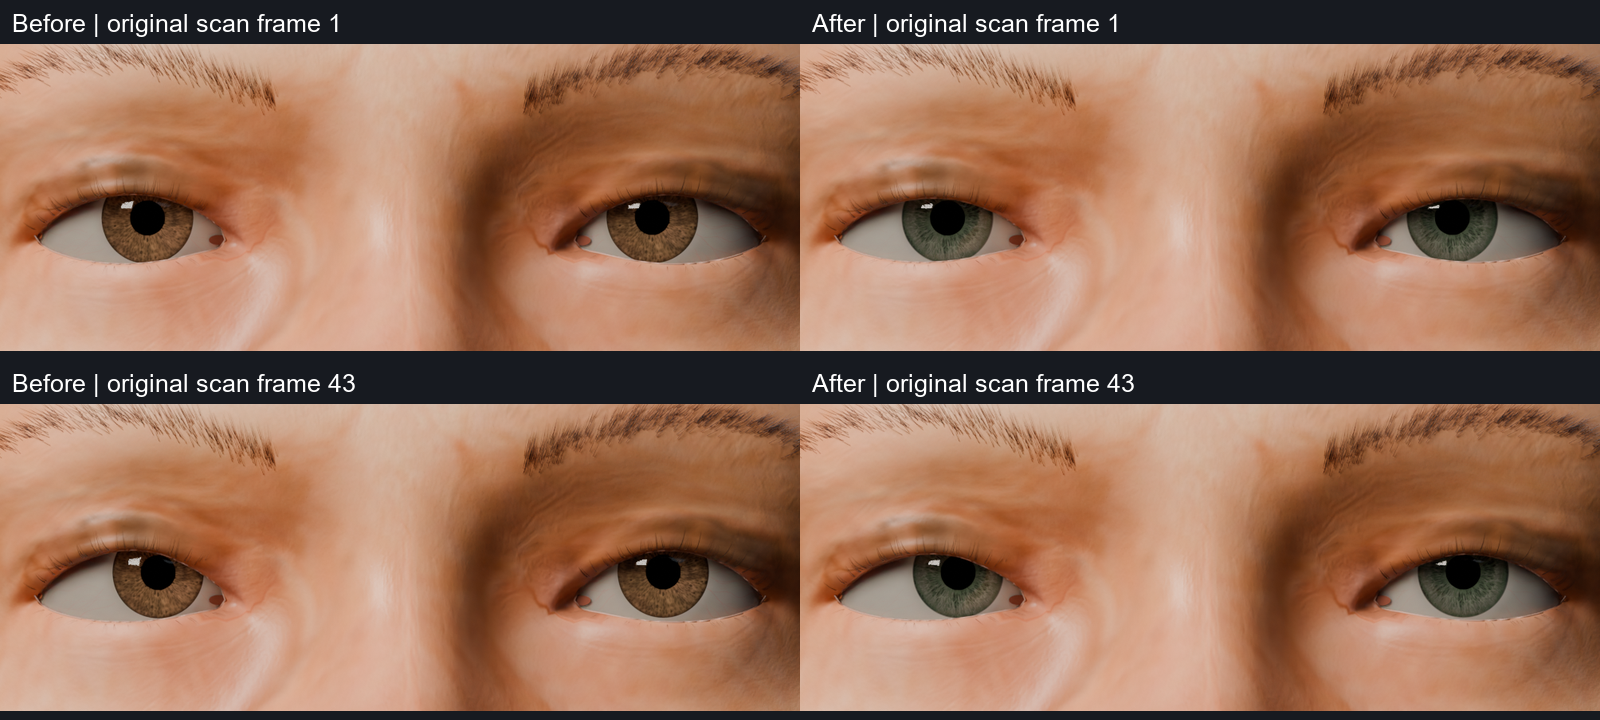 Before | original scan frame 1
After | original scan frame 1
Before | original scan frame 43
After | original scan frame 43